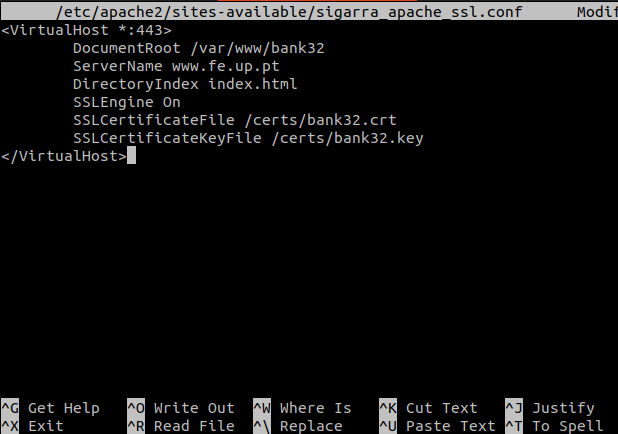 /etc/apache2/sites-available/sigarra_apache_ssl.conf Modif
<VirtualHost *:443>
DocumentRoot /var/www/bank32
ServerName www.fe.up.pt
DirectoryIndex index.html
SSLEngine On
SSLCertificateFile /certs/bank32.crt
SSLCertificateKeyFile /certs/bank32.key
</VirtualHost>
^G Get Help ^O Write Out ^W Where Is ^K Cut Text ^J Justify
^X Exit ^R Read File ^\ Replace ^U Paste Text ^T To Spell